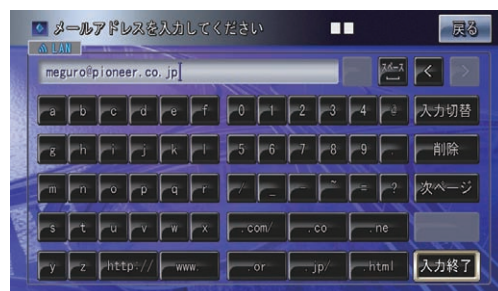 メールアドレスを入力してください 戻る
LAN
meguro@pioneer.co.jp スペース < >
a b c d e f 0 1 2 3 4 @ 入力切替
g h i j k l 5 6 7 8 9 - 削除
m n o p q r / _ ~ = ? 次ページ
s t u v w x .com/ .co .ne
y z http:// www. .or .jp/ .html 入力終了